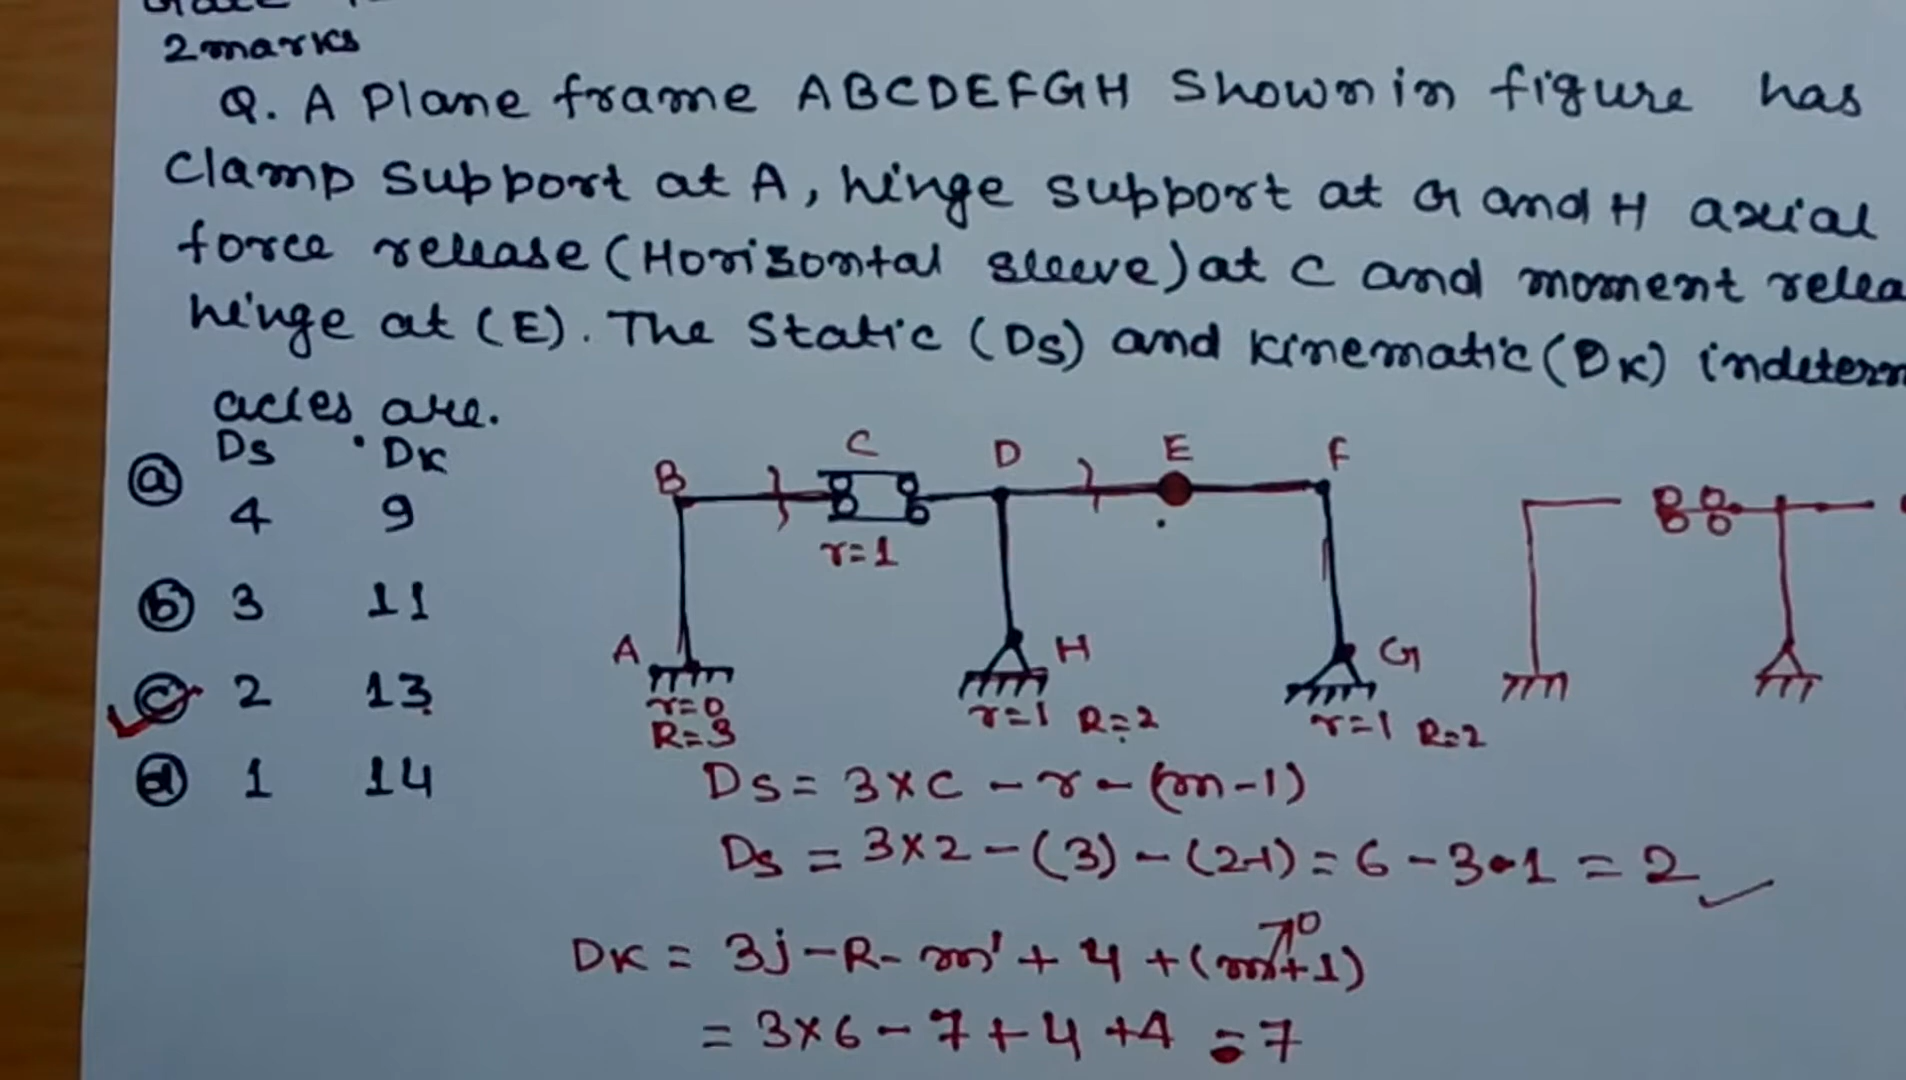 2marks
Q. A Plane frame ABCDEFGH Shown in figure has
Clamp support at A, hinge support at G and H axial
force release (Horizontal sleeve) at C and moment relea
hinge at (E). The Static (Ds) and kinematic (Dk) indeterm
acies are.
Ds Dk
(a) 4 9
(b) 3 11
(c) 2 13
(d) 1 14
B C D E F
r=1
A H G
r=0 r=1 R=2 r=1 R=2
R=3
Ds = 3×C - r - (m-1)
Ds = 3×2 - (3) - (2-1) = 6 - 3-1 = 2
Dk = 3j - R - m' + 4 + (m+1)
= 3×6 - 7 + 4 + 4 = 7